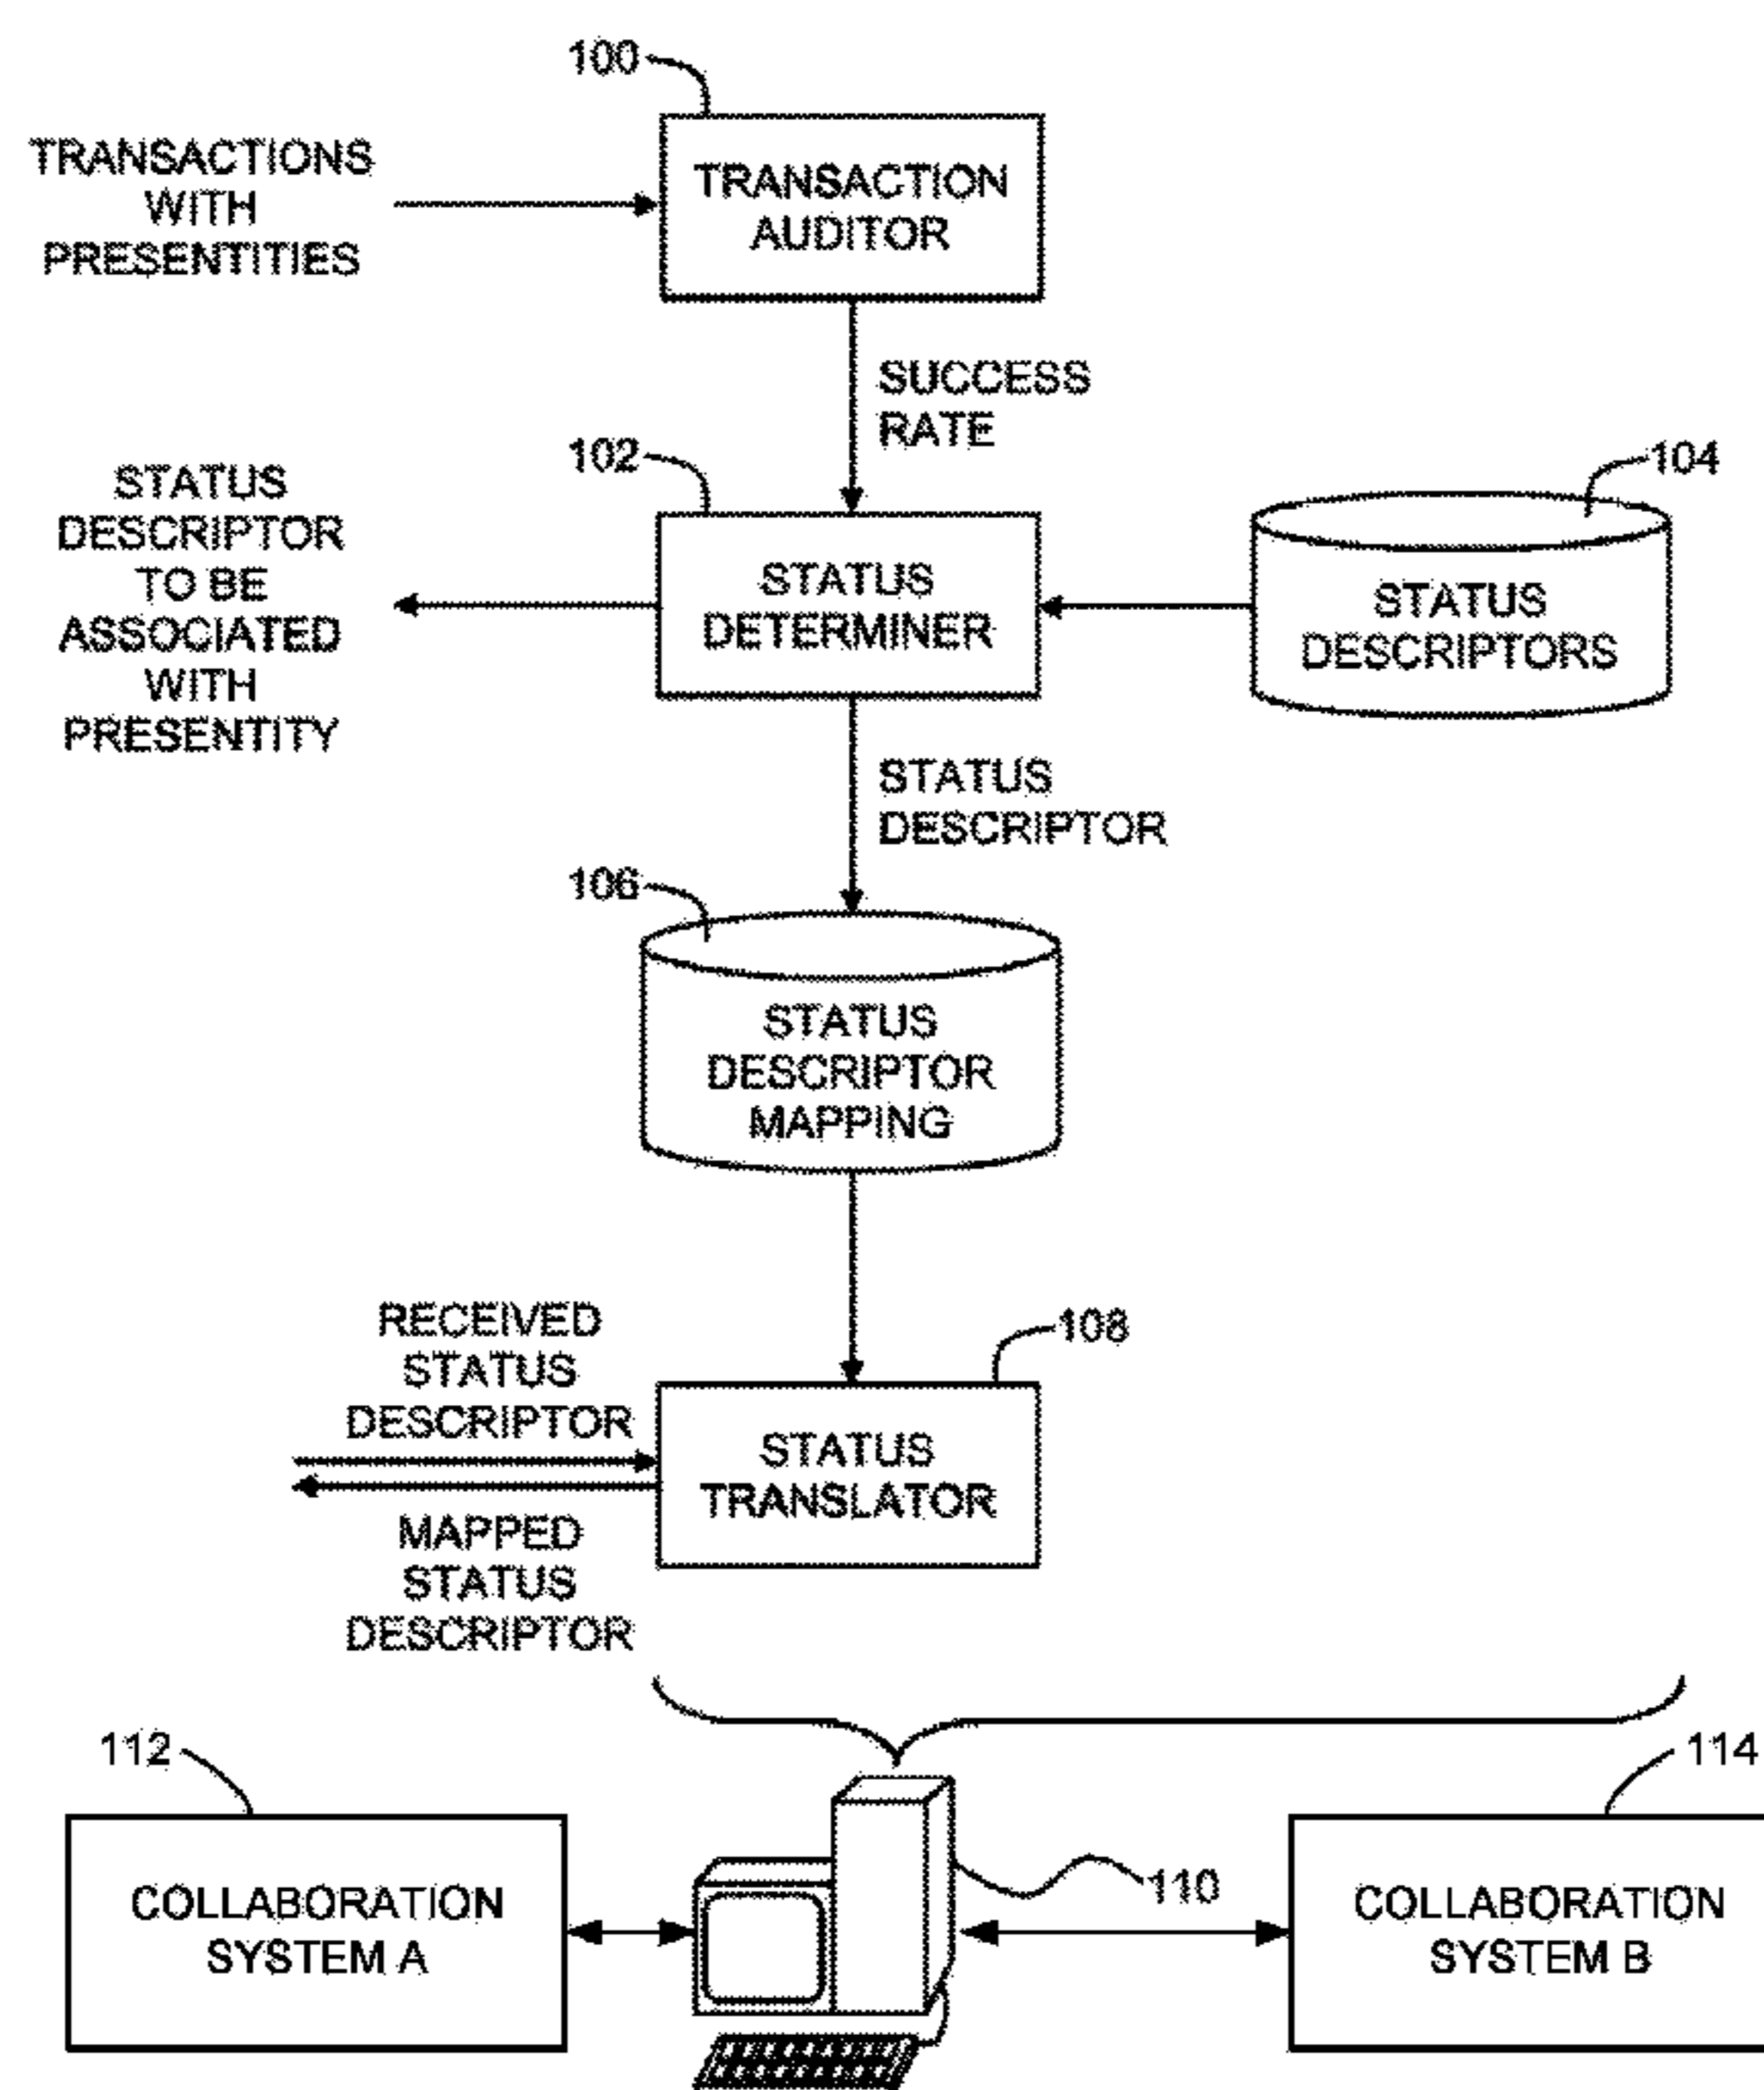 100
TRANSACTIONS
WITH
PRESENTITIES
TRANSACTION
AUDITOR
SUCCESS
RATE
102
104
STATUS
DESCRIPTOR
TO BE
ASSOCIATED
WITH
PRESENTITY
STATUS
DETERMINER
STATUS
DESCRIPTORS
STATUS
DESCRIPTOR
106
STATUS
DESCRIPTOR
MAPPING
RECEIVED
STATUS
DESCRIPTOR
108
STATUS
TRANSLATOR
MAPPED
STATUS
DESCRIPTOR
112
114
110
COLLABORATION
SYSTEM A
COLLABORATION
SYSTEM B